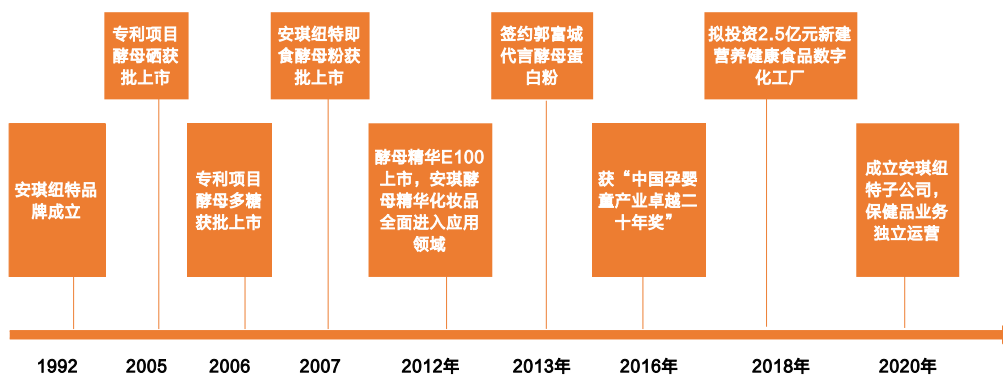 安琪纽特品
牌成立
专利项目
酵母硒获
批上市
专利项目
酵母多糖
获批上市
安琪纽特即
食酵母粉获
批上市
酵母精华E100
上市，安琪酵
母精华化妆品
全面进入应用
领域
签约郭富城
代言酵母蛋
白粉
获“中国孕婴
童产业卓越二
十年奖”
拟投资2.5亿元新建
营养健康食品数字
化工厂
成立安琪纽
特子公司，
保健品业务
独立运营
1992
2005
2006
2007
2012年
2013年
2016年
2018年
2020年